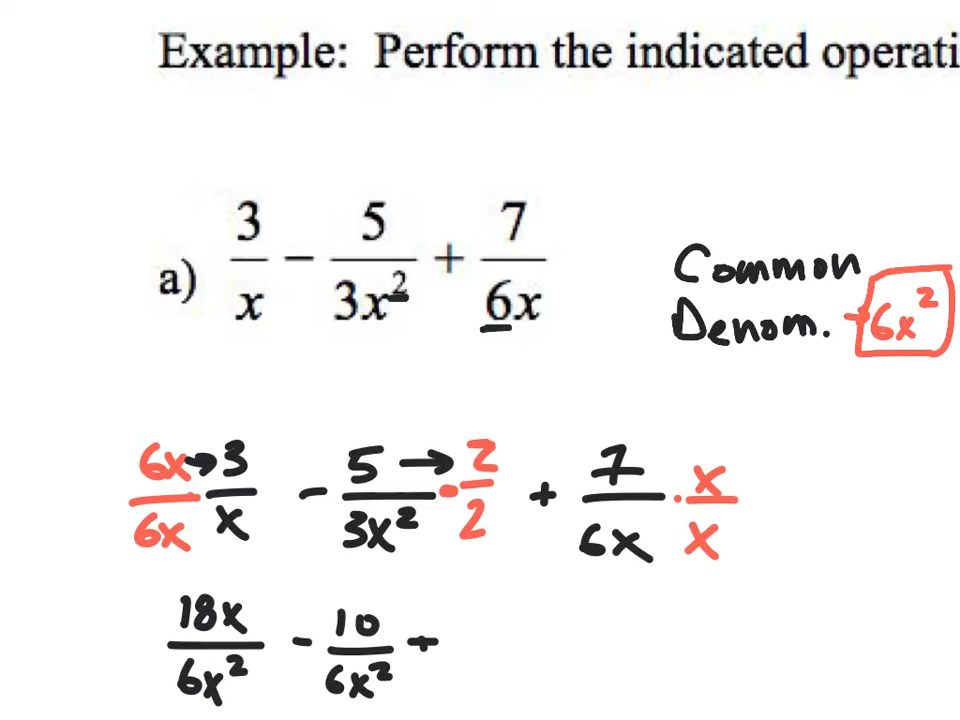 Example: Perform the indicated operati
a) 3/x − 5/3x² + 7/6x
Common
Denom. → 6x²
6x/6x → 3/x − 5/3x² → · 2/2 + 7/6x · x/x
18x/6x² − 10/6x² +